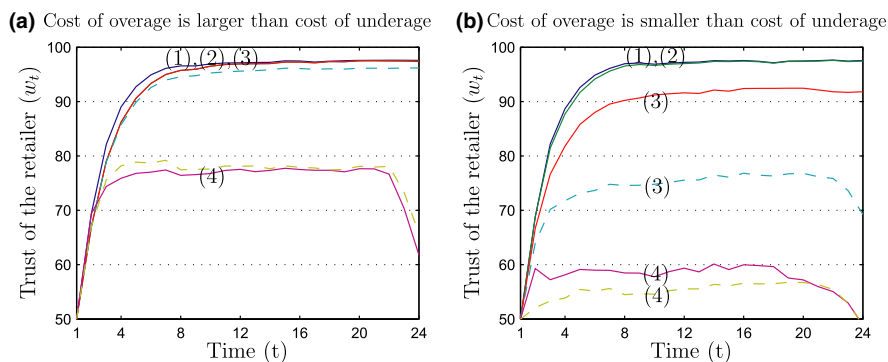 (a) Cost of overage is larger than cost of underage
Trust of the retailer (w_t)
100
90
80
70
60
50
(1),(2),(3)
(4)
1 4 8 12 16 20 24
Time (t)
(b) Cost of overage is smaller than cost of underage
Trust of the retailer (w_t)
100
90
80
70
60
50
(1),(2)
(3)
(3)
(4)
(4)
1 4 8 12 16 20 24
Time (t)